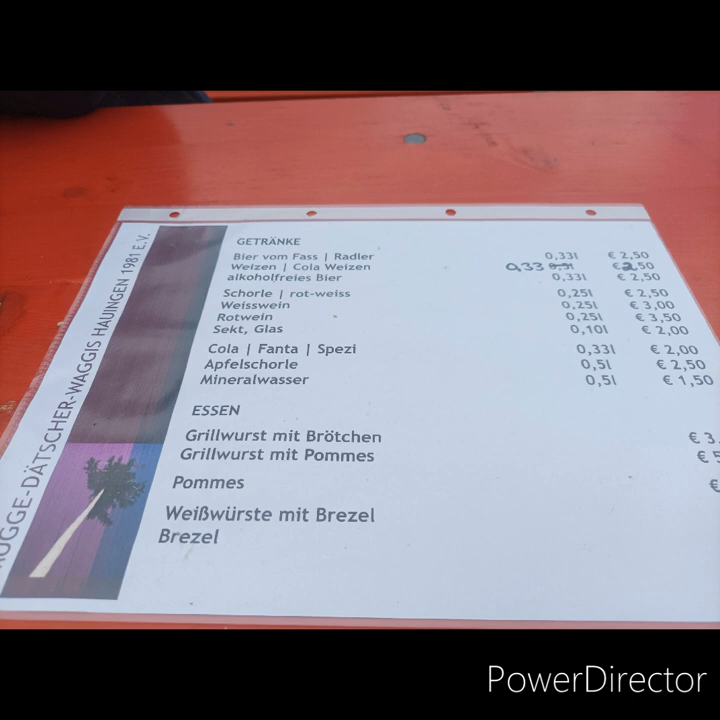 GETRÄNKE
Bier vom Fass | Radler 0,33l € 2,50
Weizen | Cola Weizen 0,33 0,5l € 2,50
alkoholfreies Bier 0,33l € 2,50
Schorle | rot-weiss 0,25l € 2,50
Weisswein 0,25l € 3,00
Rotwein 0,25l € 3,50
Sekt, Glas 0,10l € 2,00
Cola | Fanta | Spezi 0,33l € 2,00
Apfelschorle 0,5l € 2,50
Mineralwasser 0,5l € 1,50
ESSEN
Grillwurst mit Brötchen € 3.
Grillwurst mit Pommes € 5
Pommes €
Weißwürste mit Brezel
Brezel
-DÄTSCHER-WAGGIS HAUINGEN 1981 E.V.
PowerDirector